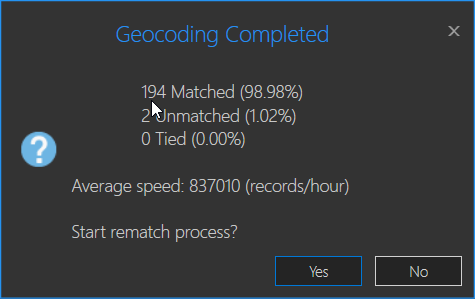 Geocoding Completed
194 Matched (98.98%)
2 Unmatched (1.02%)
0 Tied (0.00%)
?
Average speed: 837010 (records/hour)
Start rematch process?
Yes
No